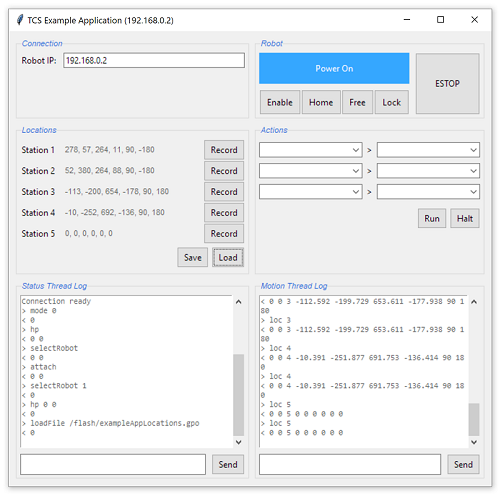 TCS Example Application (192.168.0.2)
Connection
Robot IP: 192.168.0.2
Robot
Power On
ESTOP
Enable Home Free Lock
Locations
Station 1 278, 57, 264, 11, 90, -180 Record
Station 2 52, 380, 264, 88, 90, -180 Record
Station 3 -113, -200, 654, -178, 90, 180 Record
Station 4 -10, -252, 692, -136, 90, 180 Record
Station 5 0, 0, 0, 0, 0, 0 Record
Save Load
Actions
>
>
>
Run Halt
Status Thread Log
Connection ready
> mode 0
< 0
> hp
< 0 0
> selectRobot
< 0 0
> attach
< 0 0
> selectRobot 1
< 0
> hp 0 0
< 0
> loadFile /flash/exampleAppLocations.gpo
< 0
Send
Motion Thread Log
< 0 0 3 -112.592 -199.729 653.611 -177.938 90 1
80
> loc 3
< 0 0 3 -112.592 -199.729 653.611 -177.938 90 1
80
> loc 4
< 0 0 4 -10.391 -251.877 691.753 -136.414 90 18
0
> loc 4
< 0 0 4 -10.391 -251.877 691.753 -136.414 90 18
0
> loc 5
< 0 0 5 0 0 0 0 0 0
> loc 5
< 0 0 5 0 0 0 0 0 0
Send